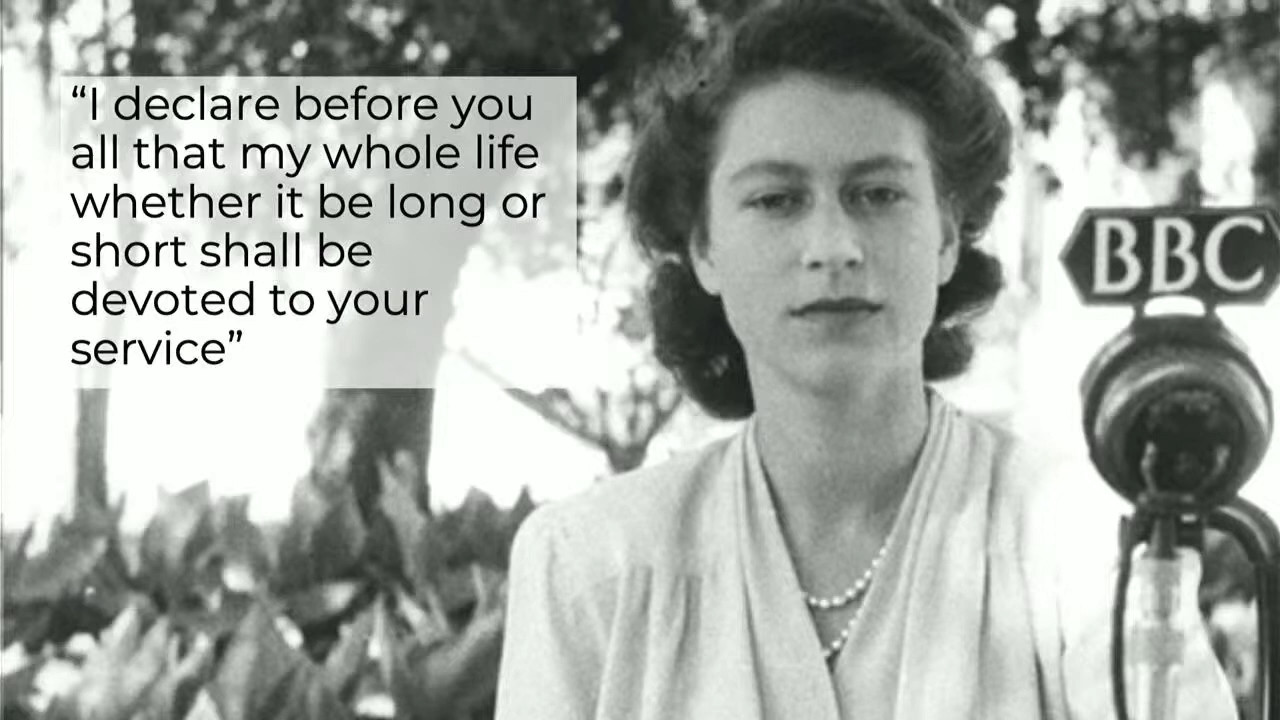 “I declare before you
all that my whole life
whether it be long or
short shall be
devoted to your
service”
BBC